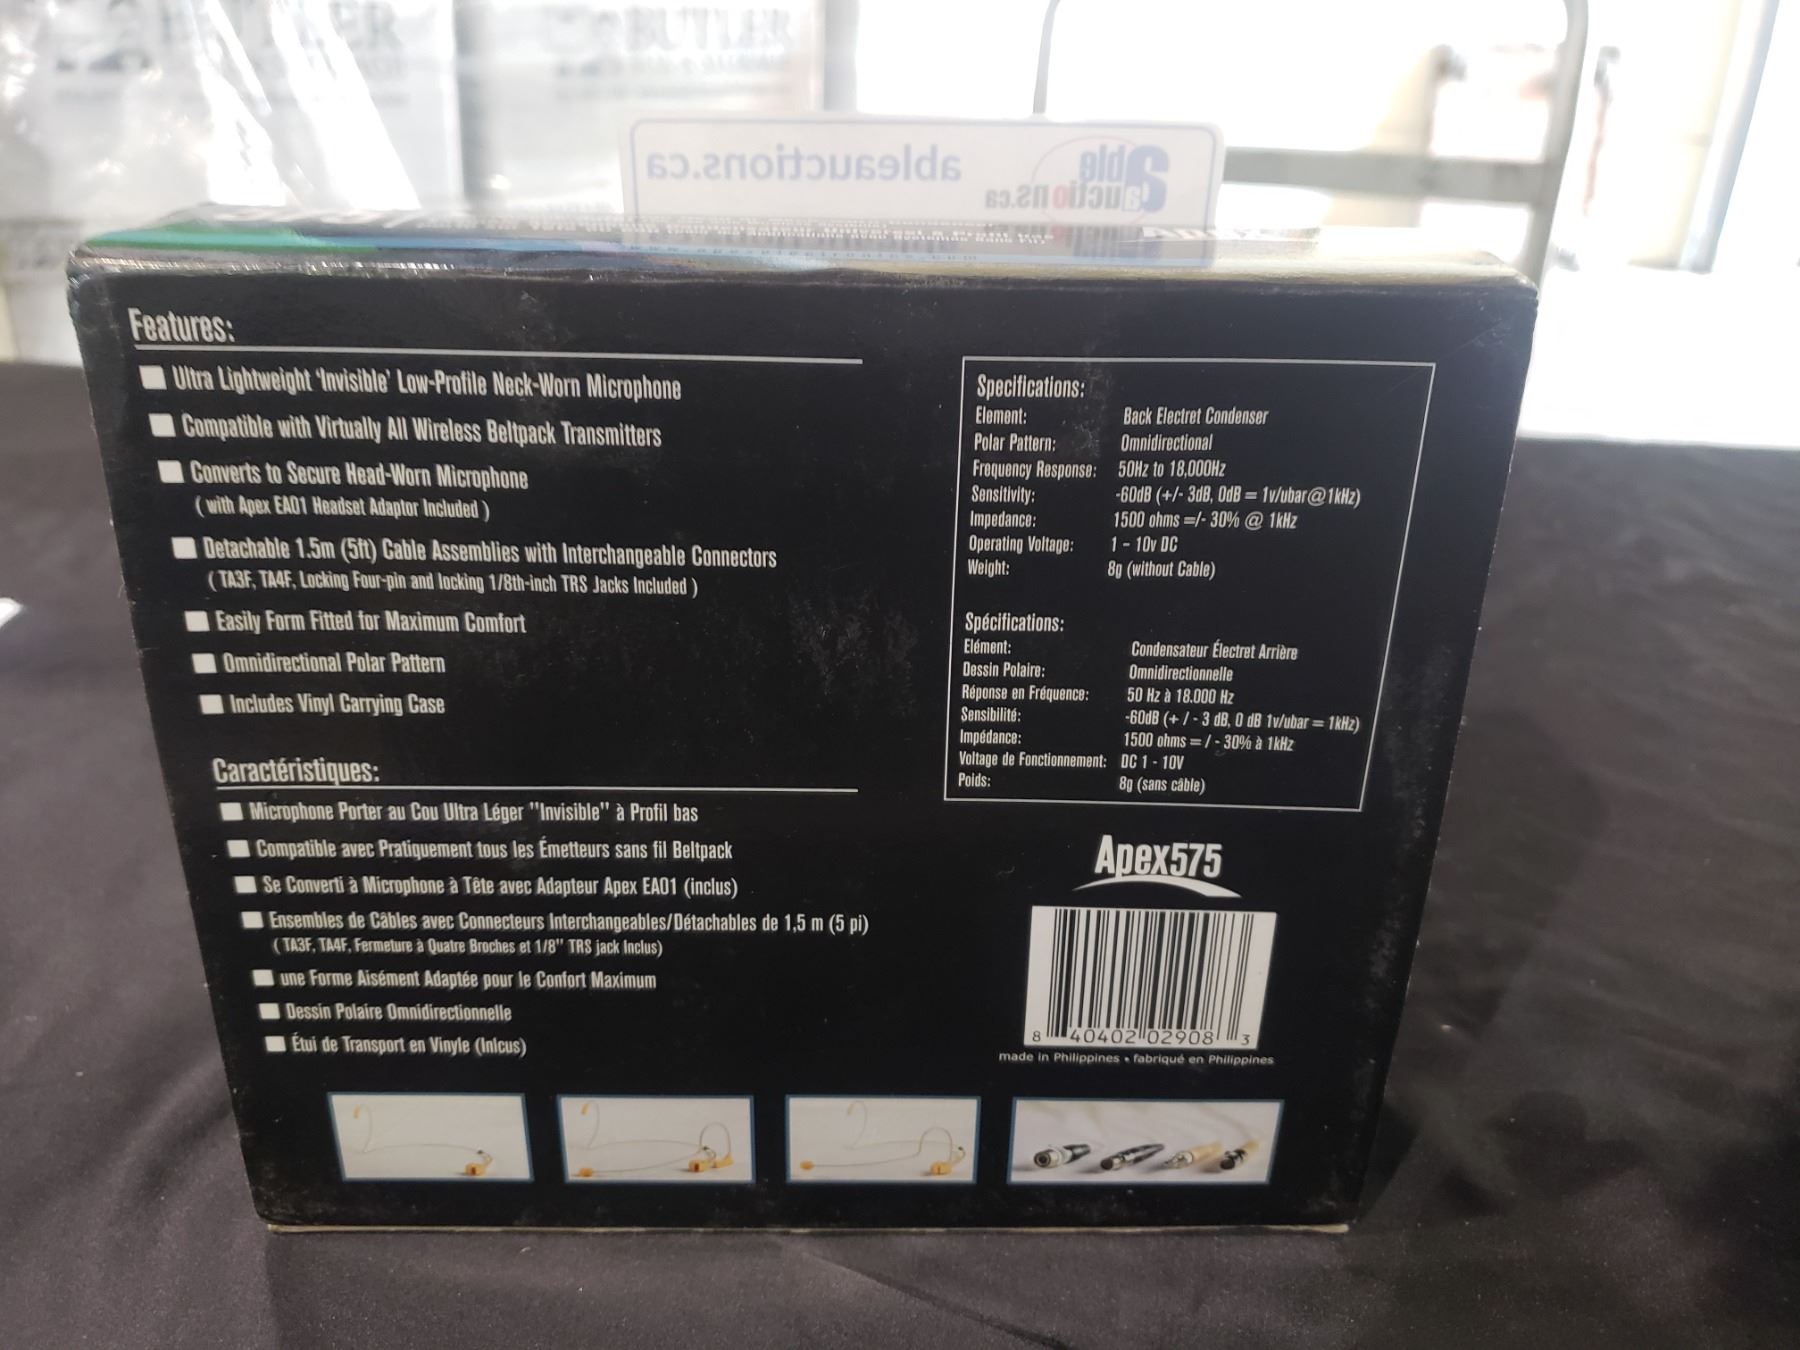 BUTLER
BUTLER
ableauctions.ca
able
auctions.ca
Features:
Ultra Lightweight 'Invisible' Low-Profile Neck-Worn Microphone
Compatible with Virtually All Wireless Beltpack Transmitters
Converts to Secure Head-Worn Microphone
( with Apex EA01 Headset Adaptor Included )
Detachable 1.5m (5ft) Cable Assemblies with Interchangeable Connectors
( TA3F, TA4F, Locking Four-pin and locking 1/8th-inch TRS Jacks Included )
Easily Form Fitted for Maximum Comfort
Omnidirectional Polar Pattern
Includes Vinyl Carrying Case
Caractéristiques:
Microphone Porter au Cou Ultra Léger "Invisible" à Profil bas
Compatible avec Pratiquement tous les Émetteurs sans fil Beltpack
Se Converti à Microphone à Tête avec Adapteur Apex EA01 (inclus)
Ensembles de Câbles avec Connecteurs Interchangeables/Détachables de 1,5 m (5 pi)
( TA3F, TA4F, Fermeture à Quatre Broches et 1/8" TRS jack Inclus)
une Forme Aisément Adaptée pour le Confort Maximum
Dessin Polaire Omnidirectionnelle
Étui de Transport en Vinyle (Inlcus)
Specifications:
Element: Back Electret Condenser
Polar Pattern: Omnidirectional
Frequency Response: 50Hz to 18,000Hz
Sensitivity: -60dB (+/- 3dB, 0dB = 1v/ubar@1kHz)
Impedance: 1500 ohms =/- 30% @ 1kHz
Operating Voltage: 1 - 10v DC
Weight: 8g (without Cable)
Spécifications:
Elément: Condensateur Électret Arrière
Dessin Polaire: Omnidirectionnelle
Réponse en Fréquence: 50 Hz à 18.000 Hz
Sensibilité: -60dB (+ / - 3 dB, 0 dB 1v/ubar = 1kHz)
Impédance: 1500 ohms = / - 30% à 1kHz
Voltage de Fonctionnement: DC 1 - 10V
Poids: 8g (sans câble)
Apex575
8 40402 02908 3
made in Philippines • fabriqué en Philippines